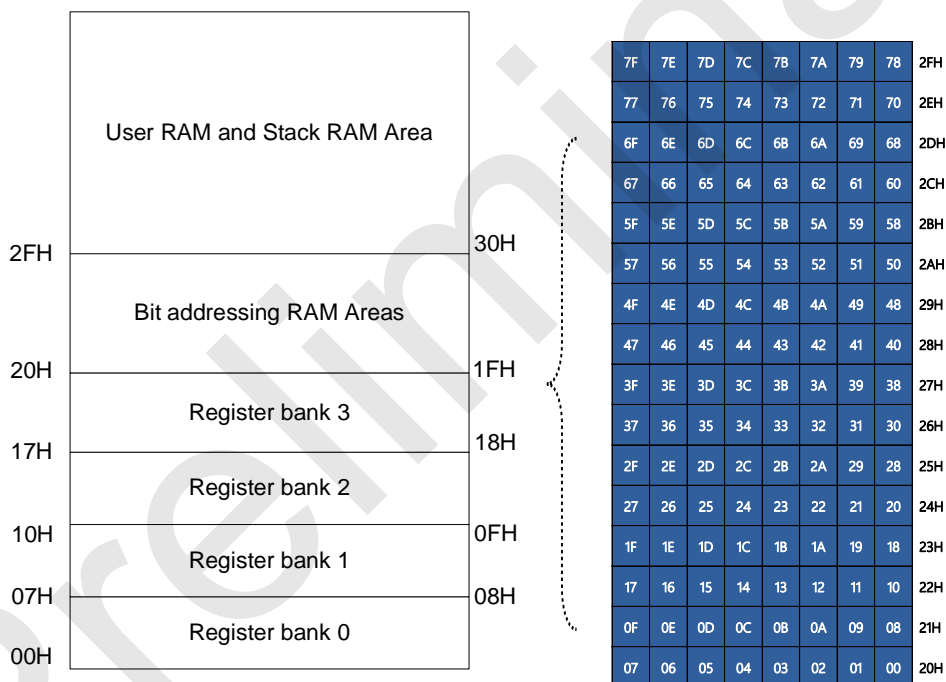 User RAM and Stack RAM Area
2FH
30H
Bit addressing RAM Areas
20H
1FH
Register bank 3
17H
18H
Register bank 2
10H
0FH
Register bank 1
07H
08H
Register bank 0
00H
7F 7E 7D 7C 7B 7A 79 78 2FH
77 76 75 74 73 72 71 70 2EH
6F 6E 6D 6C 6B 6A 69 68 2DH
67 66 65 64 63 62 61 60 2CH
5F 5E 5D 5C 5B 5A 59 58 2BH
57 56 55 54 53 52 51 50 2AH
4F 4E 4D 4C 4B 4A 49 48 29H
47 46 45 44 43 42 41 40 28H
3F 3E 3D 3C 3B 3A 39 38 27H
37 36 35 34 33 32 31 30 26H
2F 2E 2D 2C 2B 2A 29 28 25H
27 26 25 24 23 22 21 20 24H
1F 1E 1D 1C 1B 1A 19 18 23H
17 16 15 14 13 12 11 10 22H
0F 0E 0D 0C 0B 0A 09 08 21H
07 06 05 04 03 02 01 00 20H
Prelimina